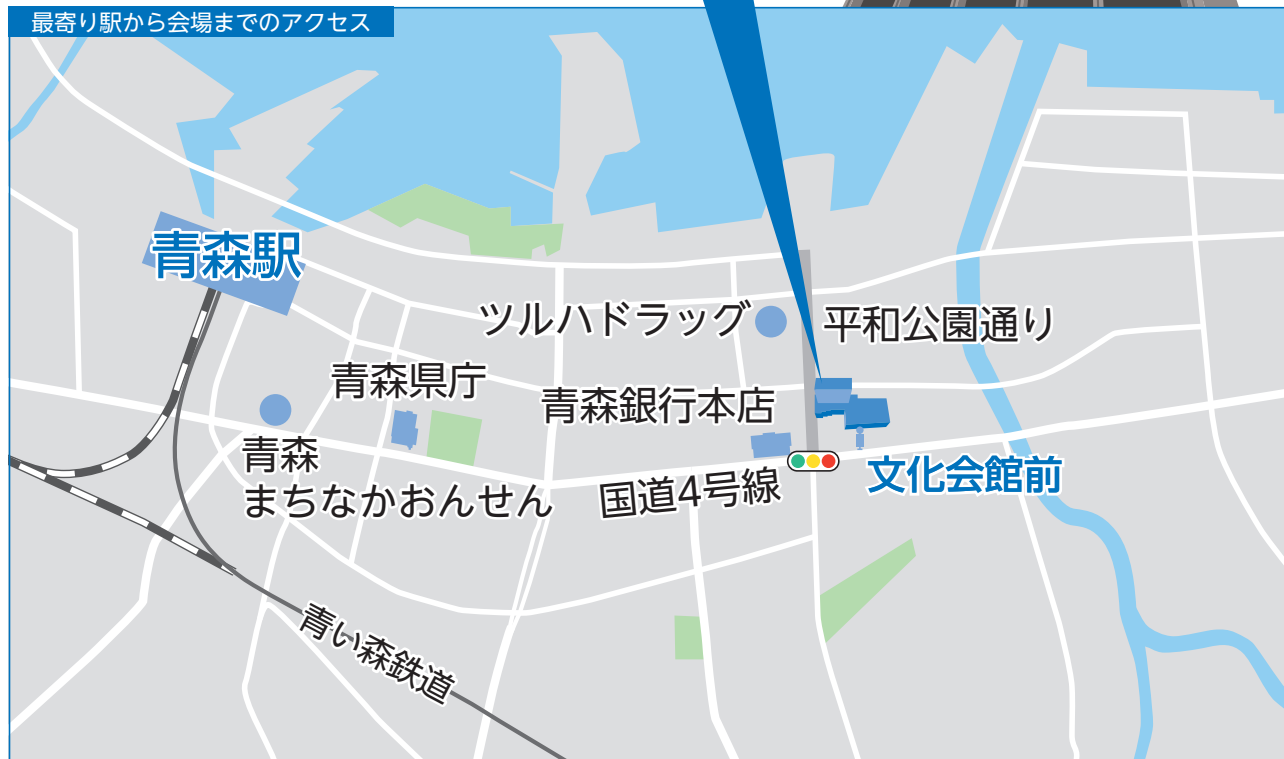 最寄り駅から会場までのアクセス
青森駅
ツルハドラッグ
平和公園通り
青森県庁
青森銀行本店
青森
まちなかおんせん
国道4号線
文化会館前
青い森鉄道